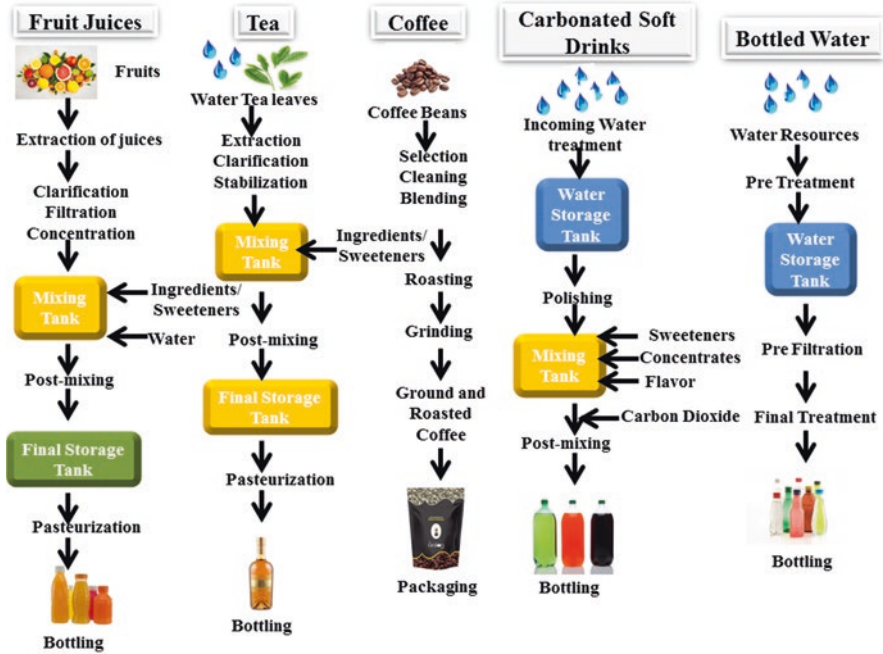 Fruit Juices
Fruits
Extraction of juices
Clarification
Filtration
Concentration
Mixing
Tank
Ingredients/
Sweeteners
Water
Post-mixing
Final Storage
Tank
Pasteurization
Bottling
Tea
Water Tea leaves
Extraction
Clarification
Stabilization
Mixing
Tank
Ingredients/
Sweeteners
Post-mixing
Final Storage
Tank
Pasteurization
Bottling
Coffee
Coffee Beans
Selection
Cleaning
Blending
Roasting
Grinding
Ground and
Roasted
Coffee
Packaging
Carbonated Soft
Drinks
Incoming Water
treatment
Water
Storage
Tank
Polishing
Mixing
Tank
Sweeteners
Concentrates
Flavor
Carbon Dioxide
Post-mixing
Bottling
Bottled Water
Water Resources
Pre Treatment
Water
Storage
Tank
Pre Filtration
Final Treatment
Bottling